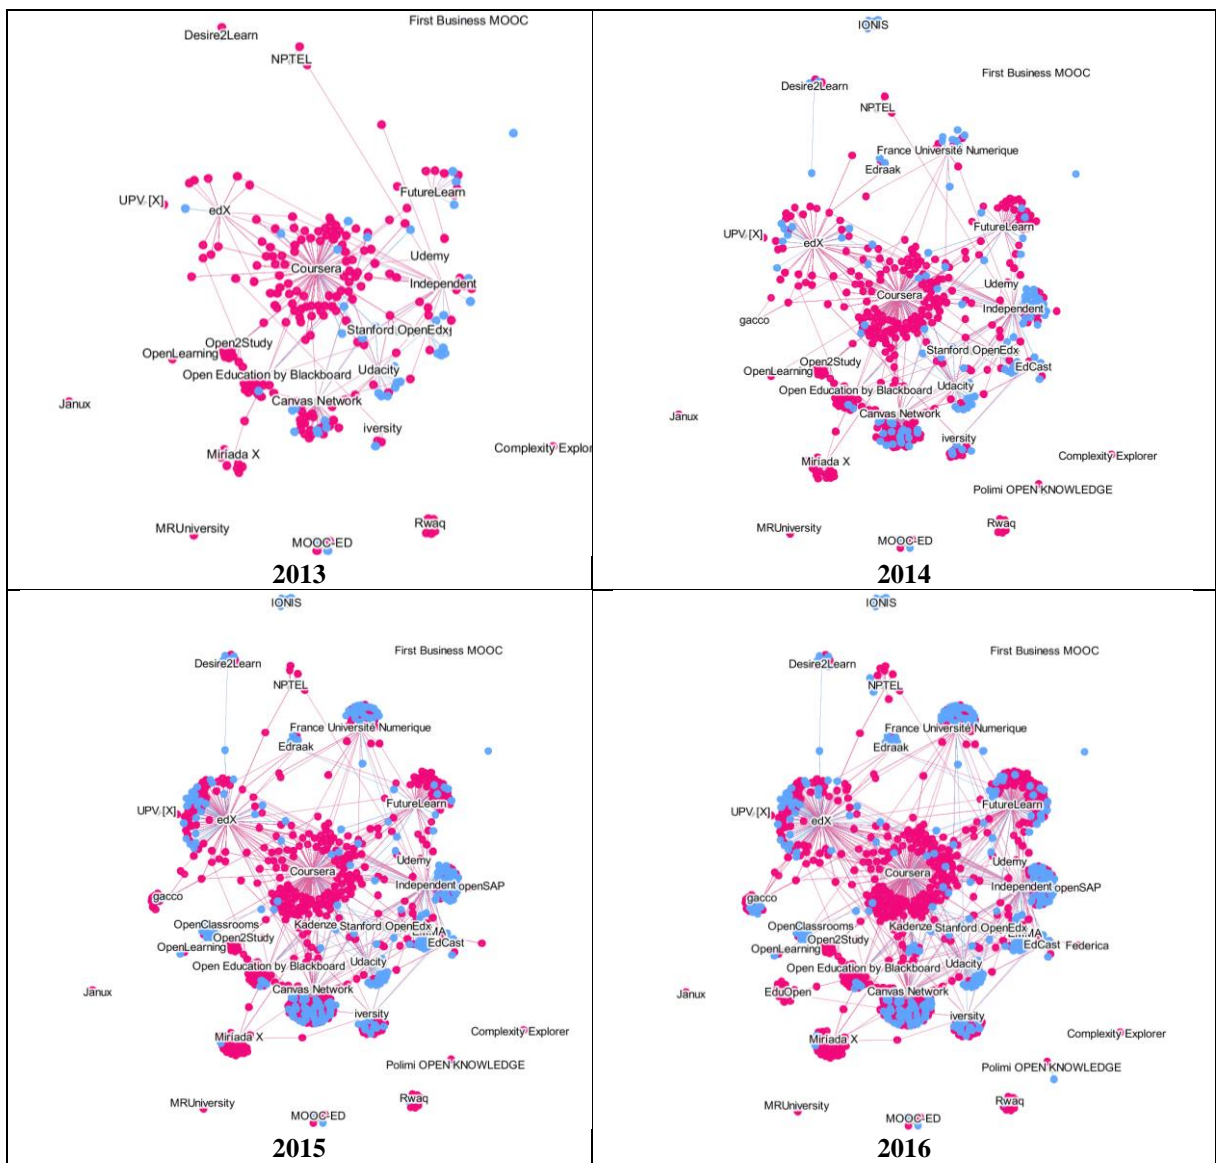 First Business MOOC
Desire2Learn
NPTEL
UPV [X]
edX
FutureLearn
Udemy
Coursera
Independent
Stanford OpenEdx
Open2Study
OpenLearning
Open Education by Blackboard
Udacity
Canvas Network
Janux
iversity
Miríada X
Complexity Explor
MRUniversity
Rwaq
MOOC-ED
2013
IONIS
First Business MOOC
Desire2Learn
NPTEL
France Université Numerique
Edraak
UPV [X]
edX
FutureLearn
Udemy
Coursera
Independent
gacco
Stanford OpenEdx
Open2Study
OpenLearning
EdCast
Open Education by Blackboard
Udacity
Canvas Network
Janux
iversity
Miríada X
Complexity Explorer
Polimi OPEN KNOWLEDGE
MRUniversity
Rwaq
MOOC-ED
2014
IONIS
First Business MOOC
Desire2Learn
NPTEL
France Université Numerique
Edraak
UPV [X]
edX
FutureLearn
Udemy
Coursera
Independent
openSAP
gacco
OpenClassrooms
Kadenze
Stanford OpenEdx
Open2Study
EMMA
OpenLearning
EdCast
Open Education by Blackboard
Udacity
Canvas Network
Janux
iversity
Miríada X
Complexity Explorer
Polimi OPEN KNOWLEDGE
MRUniversity
Rwaq
MOOC-ED
2015
IONIS
First Business MOOC
Desire2Learn
NPTEL
France Université Numerique
Edraak
UPV [X]
edX
FutureLearn
Udemy
Coursera
Independent
openSAP
gacco
OpenClassrooms
Kadenze
Stanford OpenEdx
Open2Study
EMMA
OpenLearning
EdCast
Federica
Open Education by Blackboard
Udacity
Canvas Network
Janux
EduOpen
iversity
Miríada X
Complexity Explorer
Polimi OPEN KNOWLEDGE
MRUniversity
Rwaq
MOOC-ED
2016